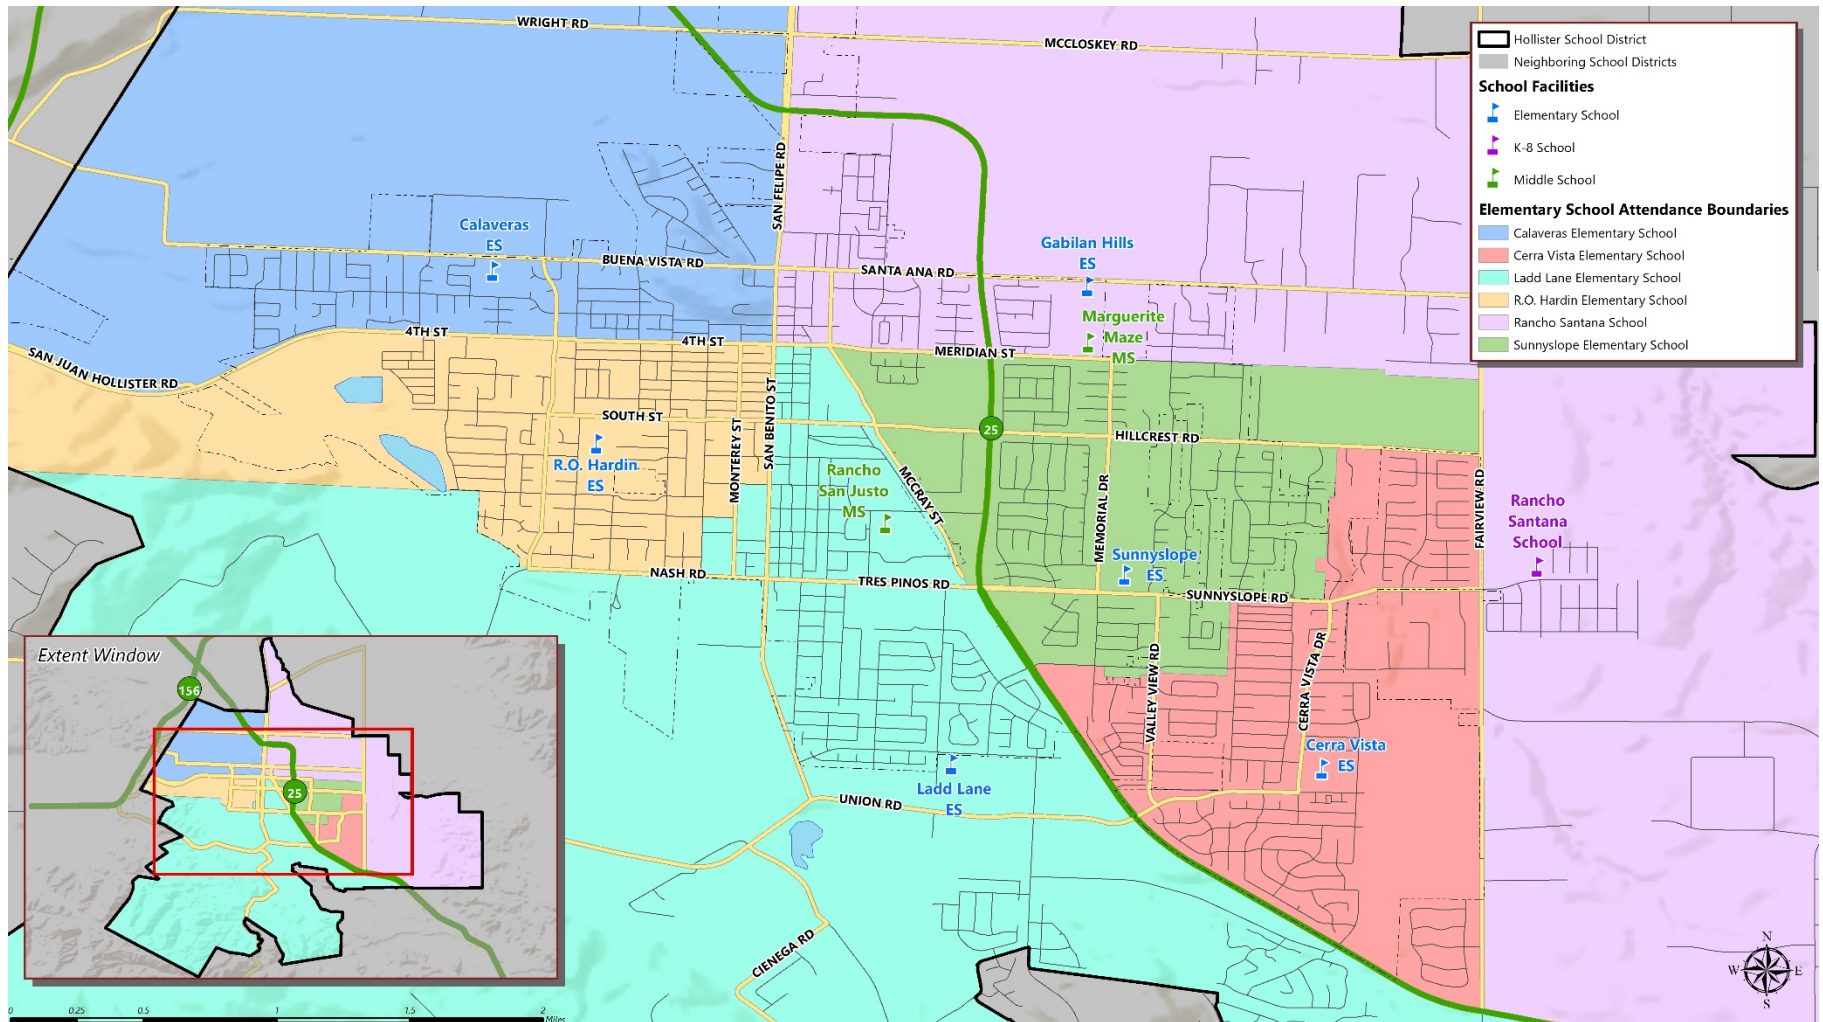 WRIGHT RD
MCCLOSKEY RD
Hollister School District
Neighboring School Districts
School Facilities
Elementary School
K-8 School
Middle School
Elementary School Attendance Boundaries
Calaveras Elementary School
Cerra Vista Elementary School
Ladd Lane Elementary School
R.O. Hardin Elementary School
Rancho Santana School
Sunnyslope Elementary School
SAN FELIPE RD
Calaveras
ES
BUENA VISTA RD
SANTA ANA RD
Gabilan Hills
ES
Marguerite
Maze
MS
4TH ST
4TH ST
MERIDIAN ST
SAN JUAN HOLLISTER RD
SOUTH ST
MONTEREY ST
SAN BENITO ST
25
HILLCREST RD
R.O. Hardin
ES
Rancho
San Justo
MS
MCCRAY ST
MEMORIAL DR
FAIRVIEW RD
Rancho
Santana
School
Sunnyslope
ES
NASH RD
TRES PINOS RD
SUNNYSLOPE RD
VALLEY VIEW RD
CERRA VISTA DR
Cerra Vista
ES
Ladd Lane
ES
UNION RD
CIENEGA RD
Extent Window
156
25
N
W
E
S
0 0.25 0.5 1 1.5 2
Miles